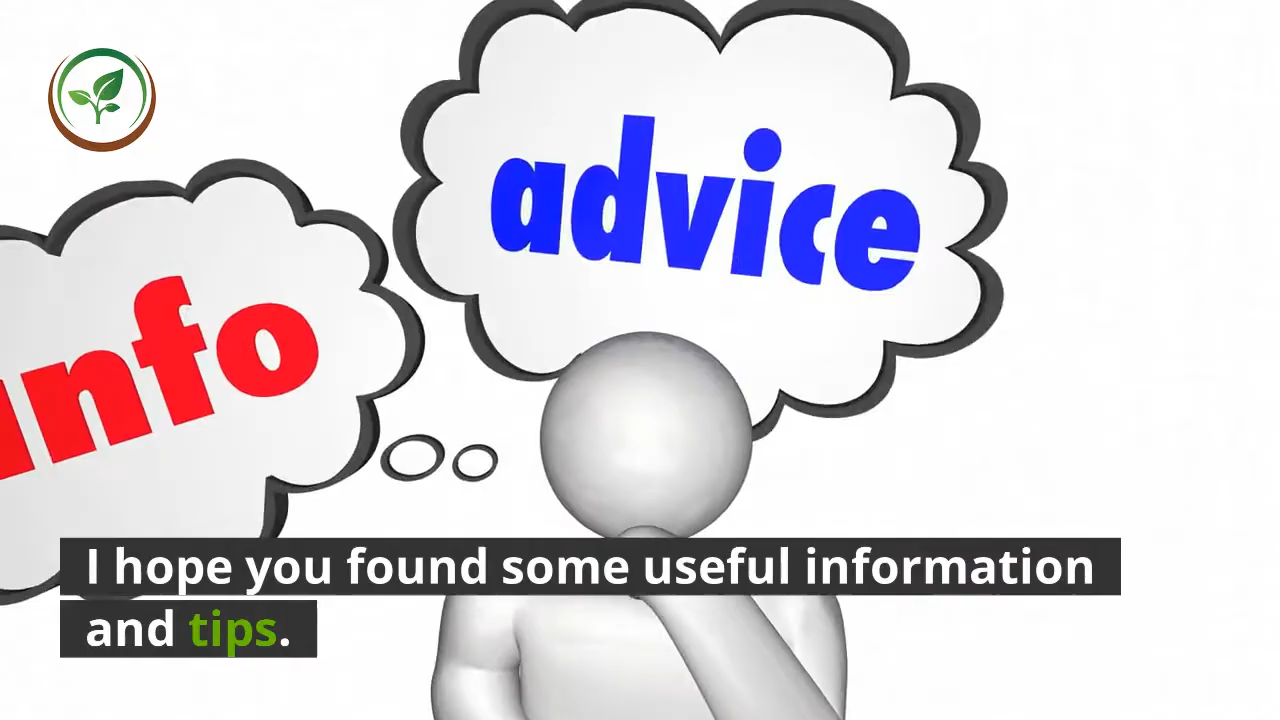 advice
info
I hope you found some useful information
and tips.